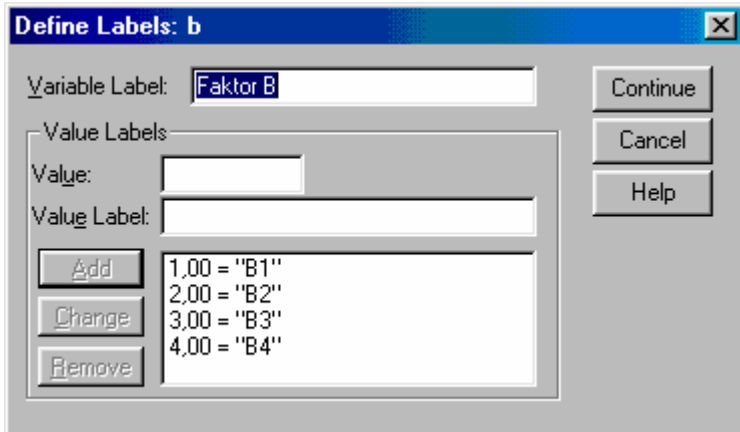 Define Labels: b
Variable Label: Faktor B
Continue
Value Labels
Cancel
Value:
Help
Value Label:
Add
Change
Remove
1,00 = "B1"
2,00 = "B2"
3,00 = "B3"
4,00 = "B4"